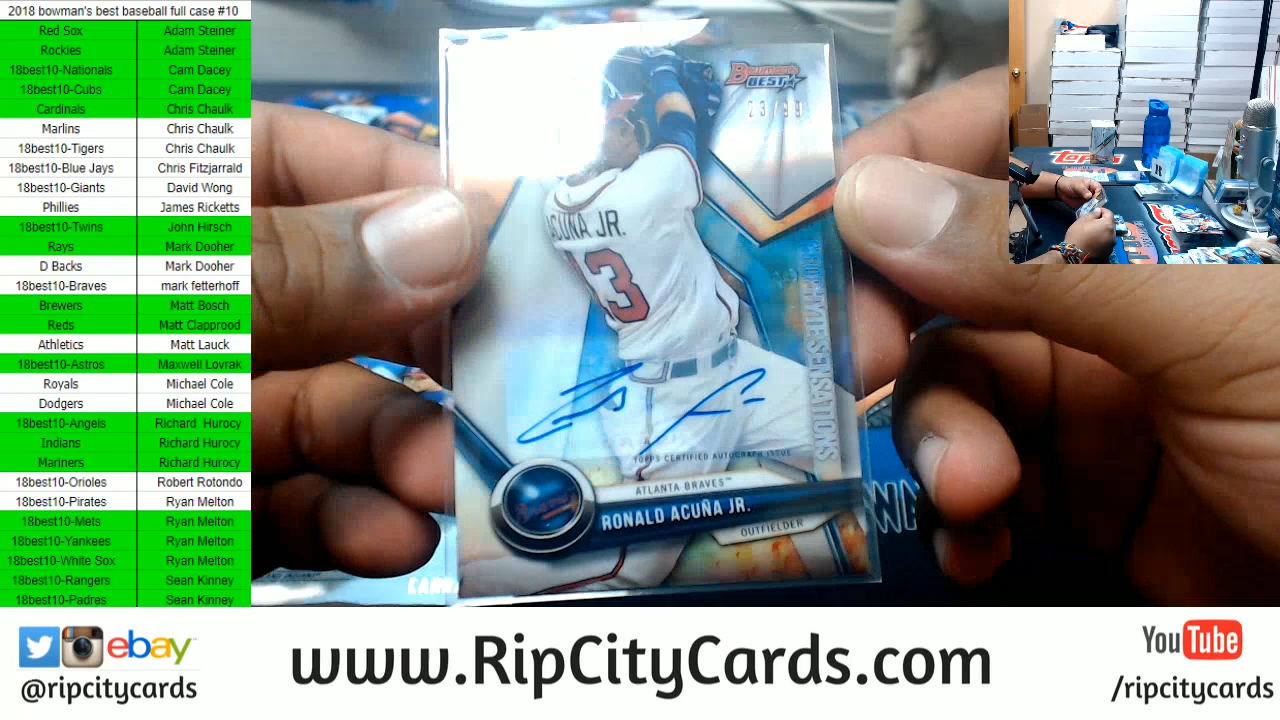 2018 bowman's best baseball full case #10
Red Sox Adam Steiner
Rockies Adam Steiner
18best10-Nationals Cam Dacey
18best10-Cubs Cam Dacey
Cardinals Chris Chaulk
Marlins Chris Chaulk
18best10-Tigers Chris Chaulk
18best10-Blue Jays Chris Fitzjarrald
18best10-Giants David Wong
Phillies James Ricketts
18best10-Twins John Hirsch
Rays Mark Dooher
D Backs Mark Dooher
18best10-Braves mark fetterhoff
Brewers Matt Bosch
Reds Matt Clapprood
Athletics Matt Lauck
18best10-Astros Maxwell Lovrak
Royals Michael Cole
Dodgers Michael Cole
18best10-Angels Richard Hurocy
Indians Richard Hurocy
Mariners Richard Hurocy
18best10-Orioles Robert Rotondo
18best10-Pirates Ryan Melton
18best10-Mets Ryan Melton
18best10-Yankees Ryan Melton
18best10-White Sox Ryan Melton
18best10-Rangers Sean Kinney
18best10-Padres Sean Kinney
Bowman's
BEST
23/99
ACUÑA JR.
13
SENSATIONS
TOPPS CERTIFIED AUTOGRAPH ISSUE
ATLANTA BRAVES™
RONALD ACUÑA JR.
OUTFIELDER
Braves
topps
ebay
@ripcitycards
www.RipCityCards.com
YouTube
/ripcitycards